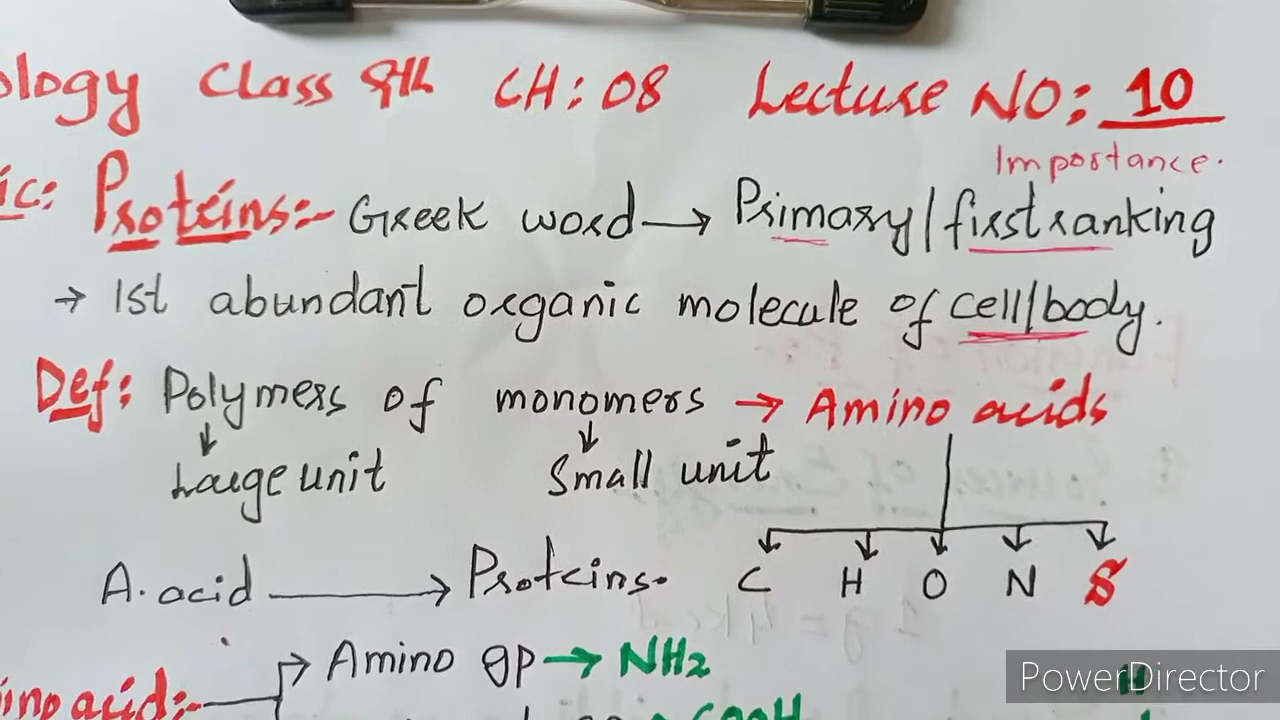 ology Class 9th CH: 08 Lecture NO: 10
Importance.
ic: Proteins:- Greek word → Primary/first ranking
→ 1st abundant organic molecule of cell/body.
Def: Polymers of monomers → Amino acids
Large unit Small unit
C H O N S
A. acid → Proteins.
Amino gp → NH2
ino acid:-
COOH
H
PowerDirector